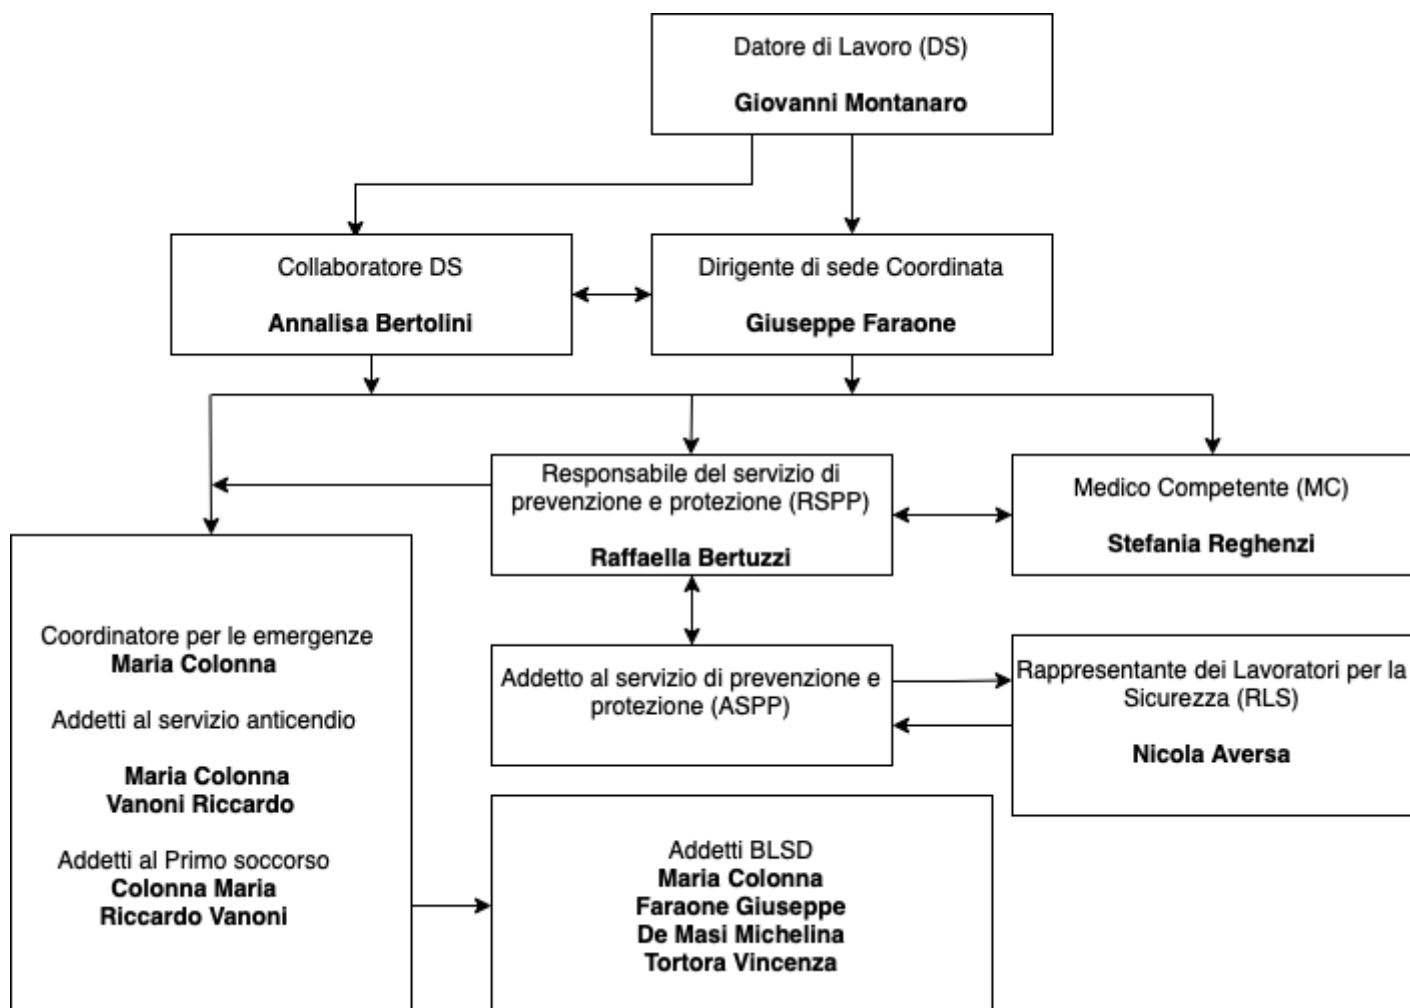 Datore di Lavoro (DS)
Giovanni Montanaro
Collaboratore DS
Annalisa Bertolini
Dirigente di sede Coordinata
Giuseppe Faraone
Responsabile del servizio di
prevenzione e protezione (RSPP)
Raffaella Bertuzzi
Medico Competente (MC)
Stefania Reghenzi
Coordinatore per le emergenze
Maria Colonna
Addetti al servizio anticendio
Maria Colonna
Vanoni Riccardo
Addetti al Primo soccorso
Colonna Maria
Riccardo Vanoni
Addetto al servizio di prevenzione e
protezione (ASPP)
Rappresentante dei Lavoratori per la
Sicurezza (RLS)
Nicola Aversa
Addetti BLSD
Maria Colonna
Faraone Giuseppe
De Masi Michelina
Tortora Vincenza